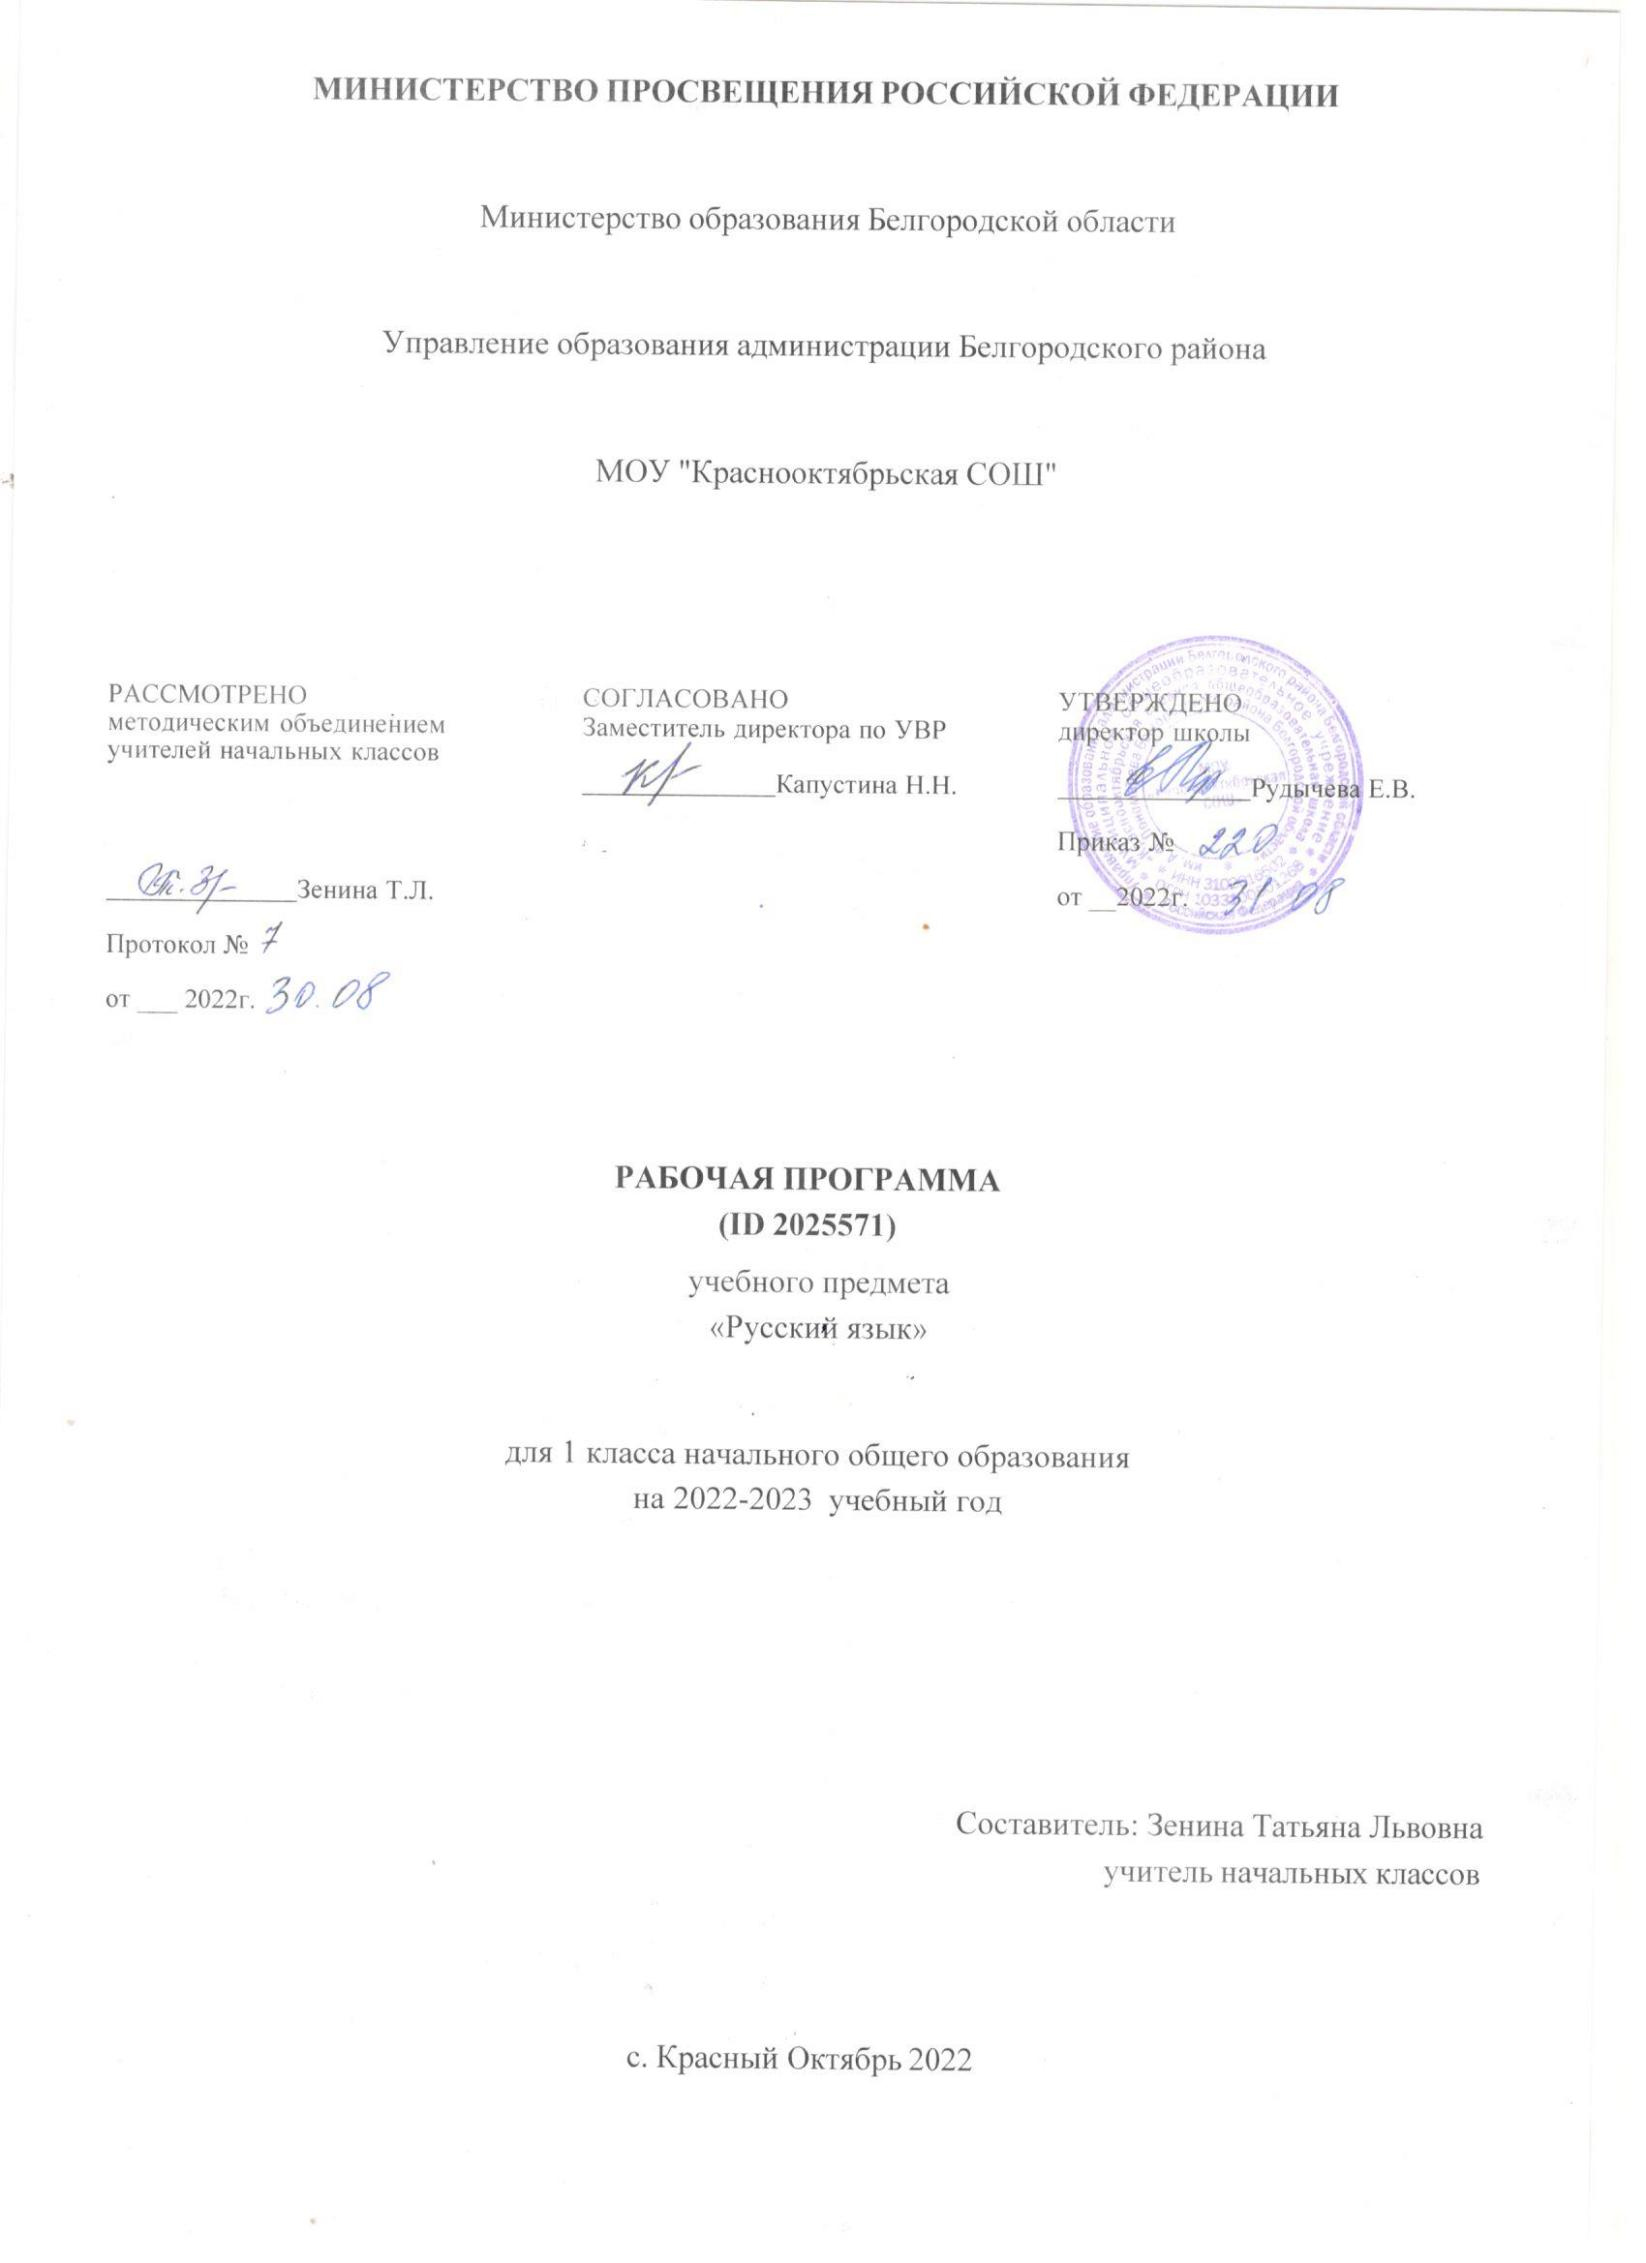 МИНИСТЕРСТВО ПРОСВЕЩЕНИЯ РОССИЙСКОЙ ФЕДЕРАЦИИ
Министерство образования Белгородской области
Управление образования администрации Белгородского района
МОУ "Краснооктябрьская СОШ"
РАССМОТРЕНО
методическим объединением
учителей начальных классов
Зенина Т.Л.
Протокол № 7
от ___ 2022г. 30.08
СОГЛАСОВАНО
Заместитель директора по УВР
Капустина Н.Н.
УТВЕРЖДЕНО
директор школы
Рудычева Е.В.
Приказ № 220
от __2022г. 31 08
РАБОЧАЯ ПРОГРАММА
(ID 2025571)
учебного предмета
«Русский язык»
для 1 класса начального общего образования
на 2022-2023 учебный год
Составитель: Зенина Татьяна Львовна
учитель начальных классов
с. Красный Октябрь 2022